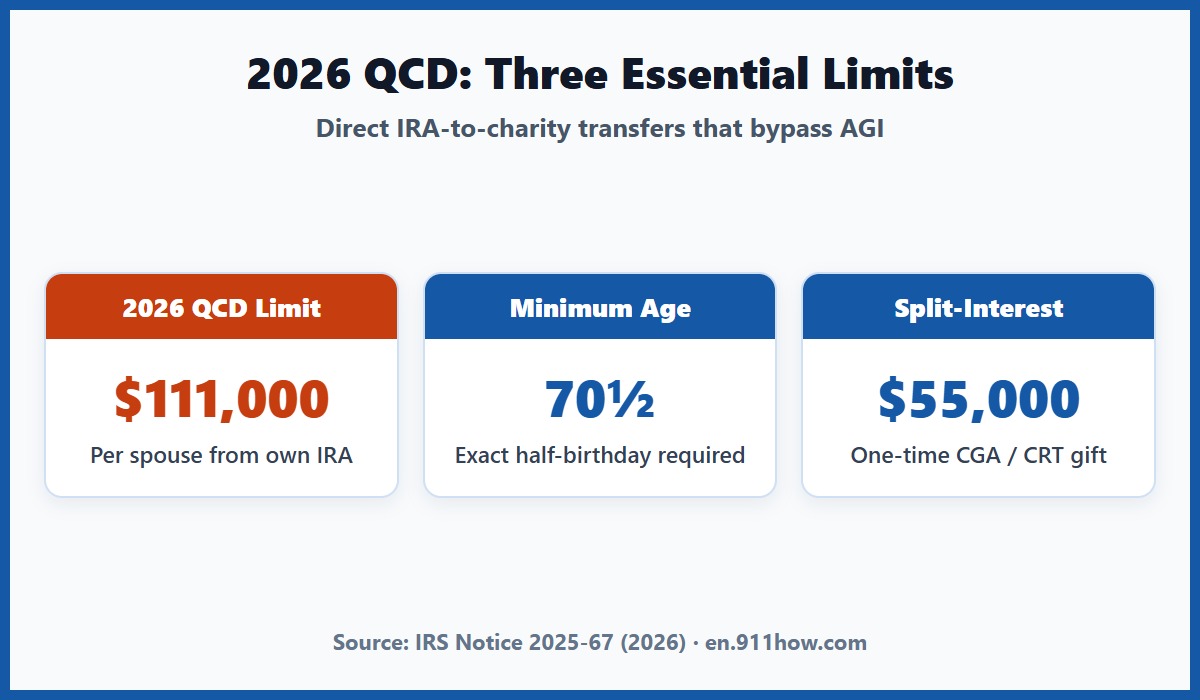 2026 QCD: Three Essential Limits
Direct IRA-to-charity transfers that bypass AGI
2026 QCD Limit
$111,000
Per spouse from own IRA
Minimum Age
70½
Exact half-birthday required
Split-Interest
$55,000
One-time CGA / CRT gift
Source: IRS Notice 2025-67 (2026) · en.911how.com